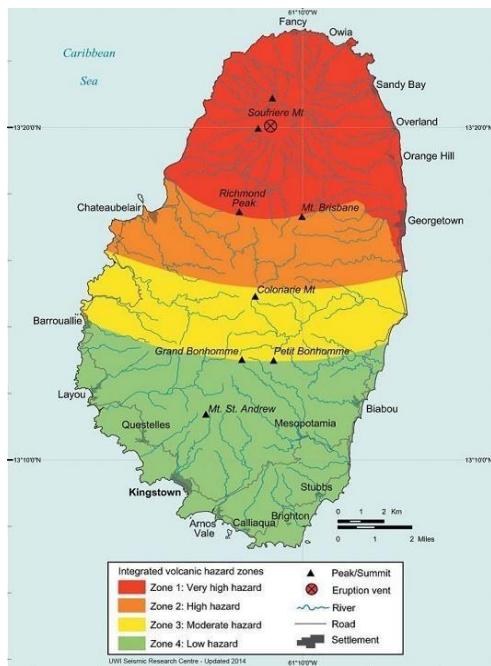 61°10'0"W
Fancy
Owia
Caribbean
Sea
Sandy Bay
Soufriere Mt
13°20'0"N
Overland
13°20'0"N
Orange Hill
Richmond
Peak
Mt. Brisbane
Chateaubelair
Georgetown
Colonarie Mt
Barrouallie
Grand Bonhomme
Petit Bonhomme
Layou
Mt. St. Andrew
Biabou
Questelles
Mesopotamia
13°10'0"N
13°10'0"N
Kingstown
Stubbs
Brighton
Arnos
Vale
Calliaqua
0 1 2 Km
0 1 2 Miles
Integrated volcanic hazard zones
Zone 1: Very high hazard
Zone 2: High hazard
Zone 3: Moderate hazard
Zone 4: Low hazard
Peak/Summit
Eruption vent
River
Road
Settlement
UWI Seismic Research Centre - Updated 2014
61°10'0"W